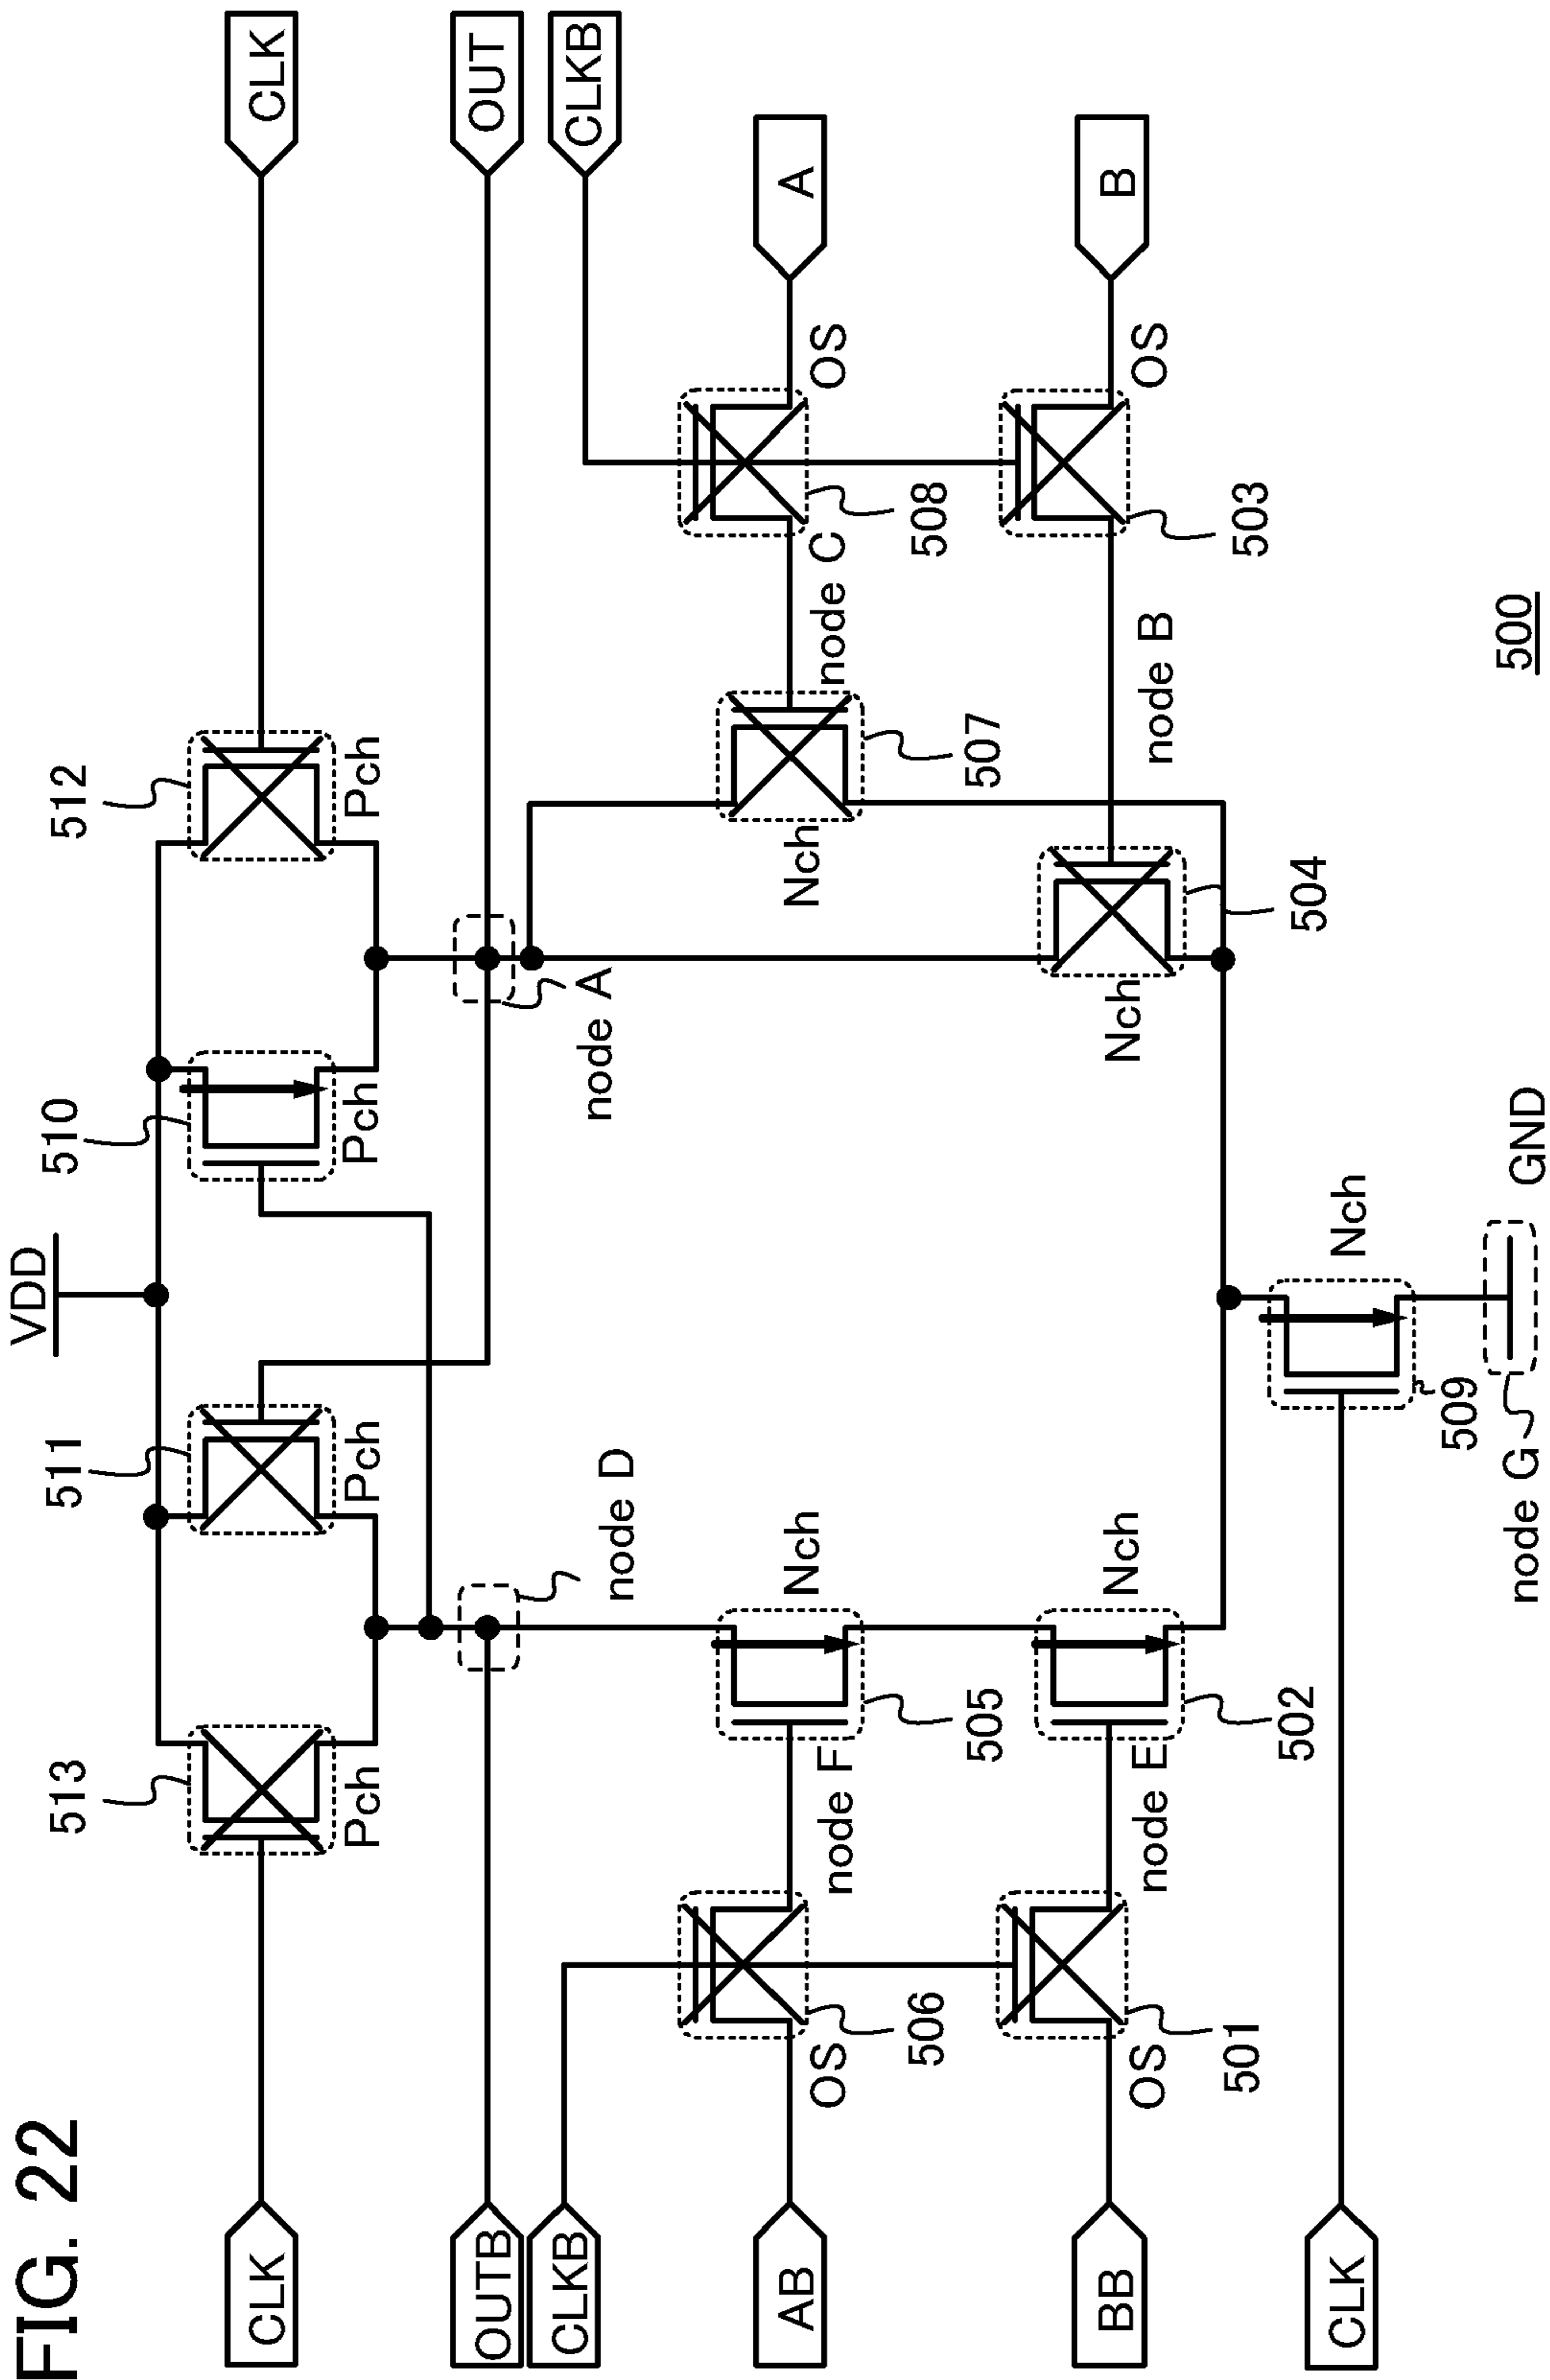 FIG. 22
VDD
513
511
510
512
CLK
Pch
Pch
Pch
Pch
CLK
OUTB
node D
node A
OUT
CLKB
CLKB
AB
OS
506
node F
505
Nch
Nch
507
node C
508
OS
A
BB
OS
501
node E
502
Nch
Nch
504
node B
503
OS
B
CLK
509
Nch
node G
GND
500